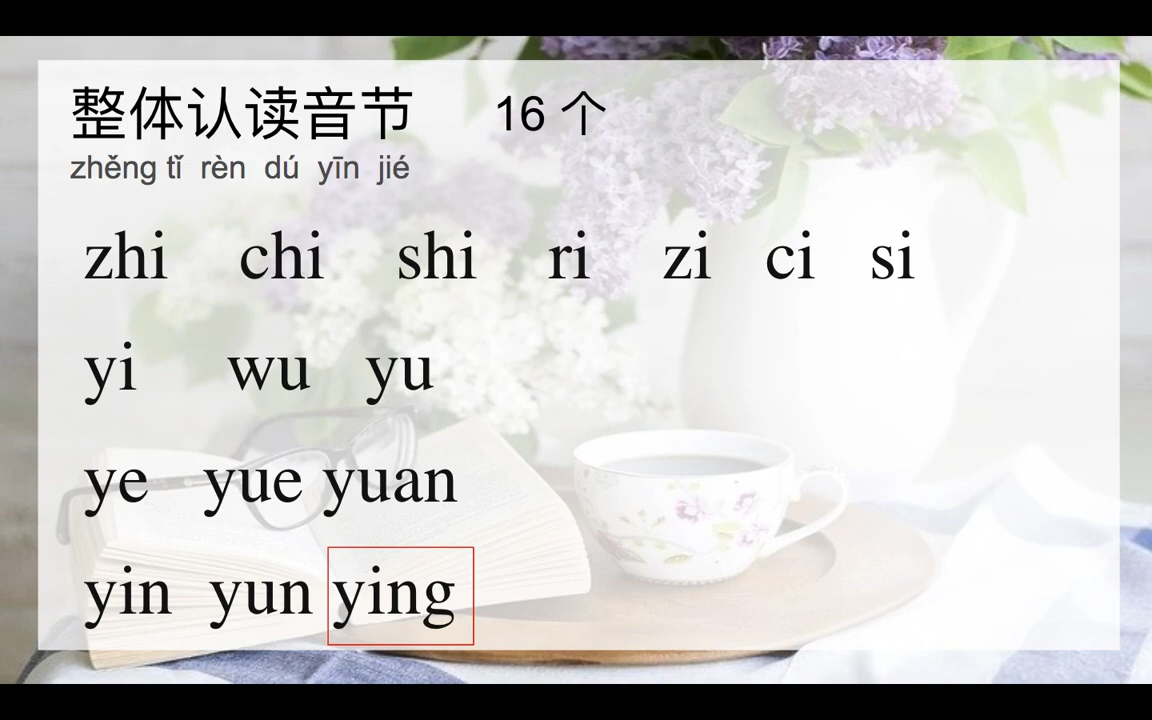 整体认读音节 16 个
zhěng tǐ rèn dú yīn jié
zhi chi shi ri zi ci si
yi wu yu
ye yue yuan
yin yun ying